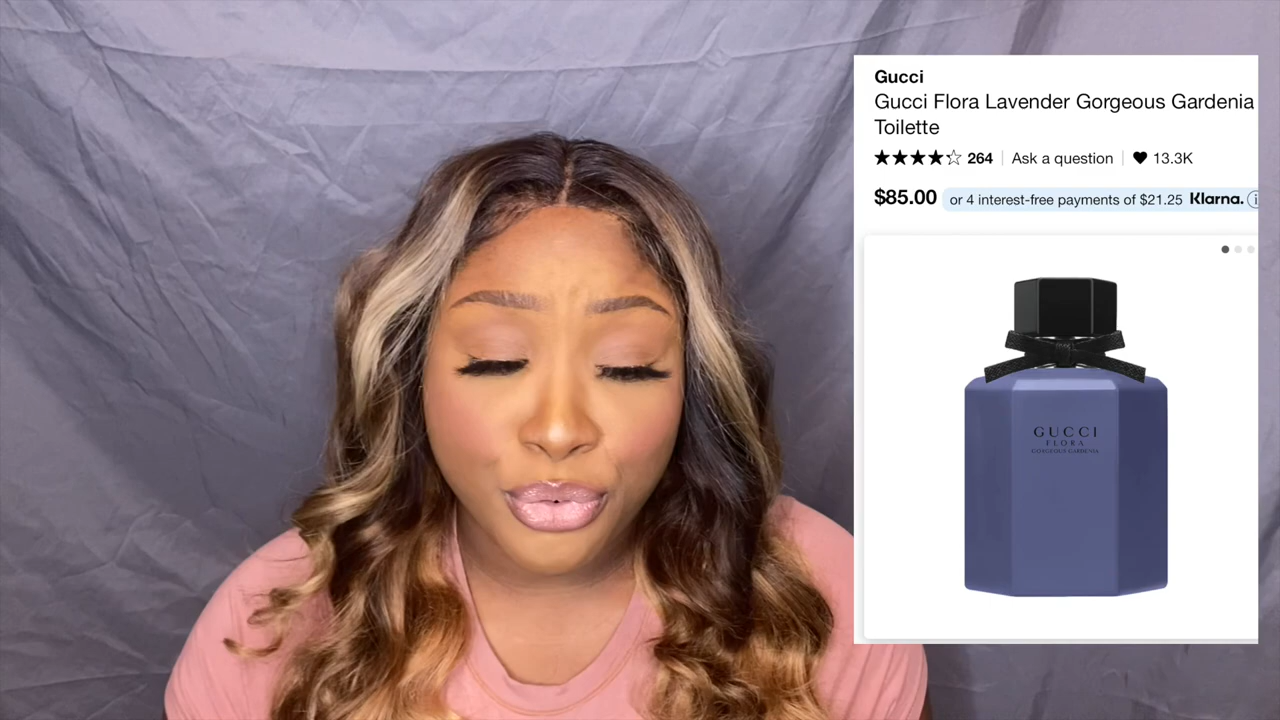 Gucci
Gucci Flora Lavender Gorgeous Gardenia
Toilette
264 Ask a question 13.3K
$85.00 or 4 interest-free payments of $21.25 Klarna.
GUCCI
FLORA
GORGEOUS GARDENIA